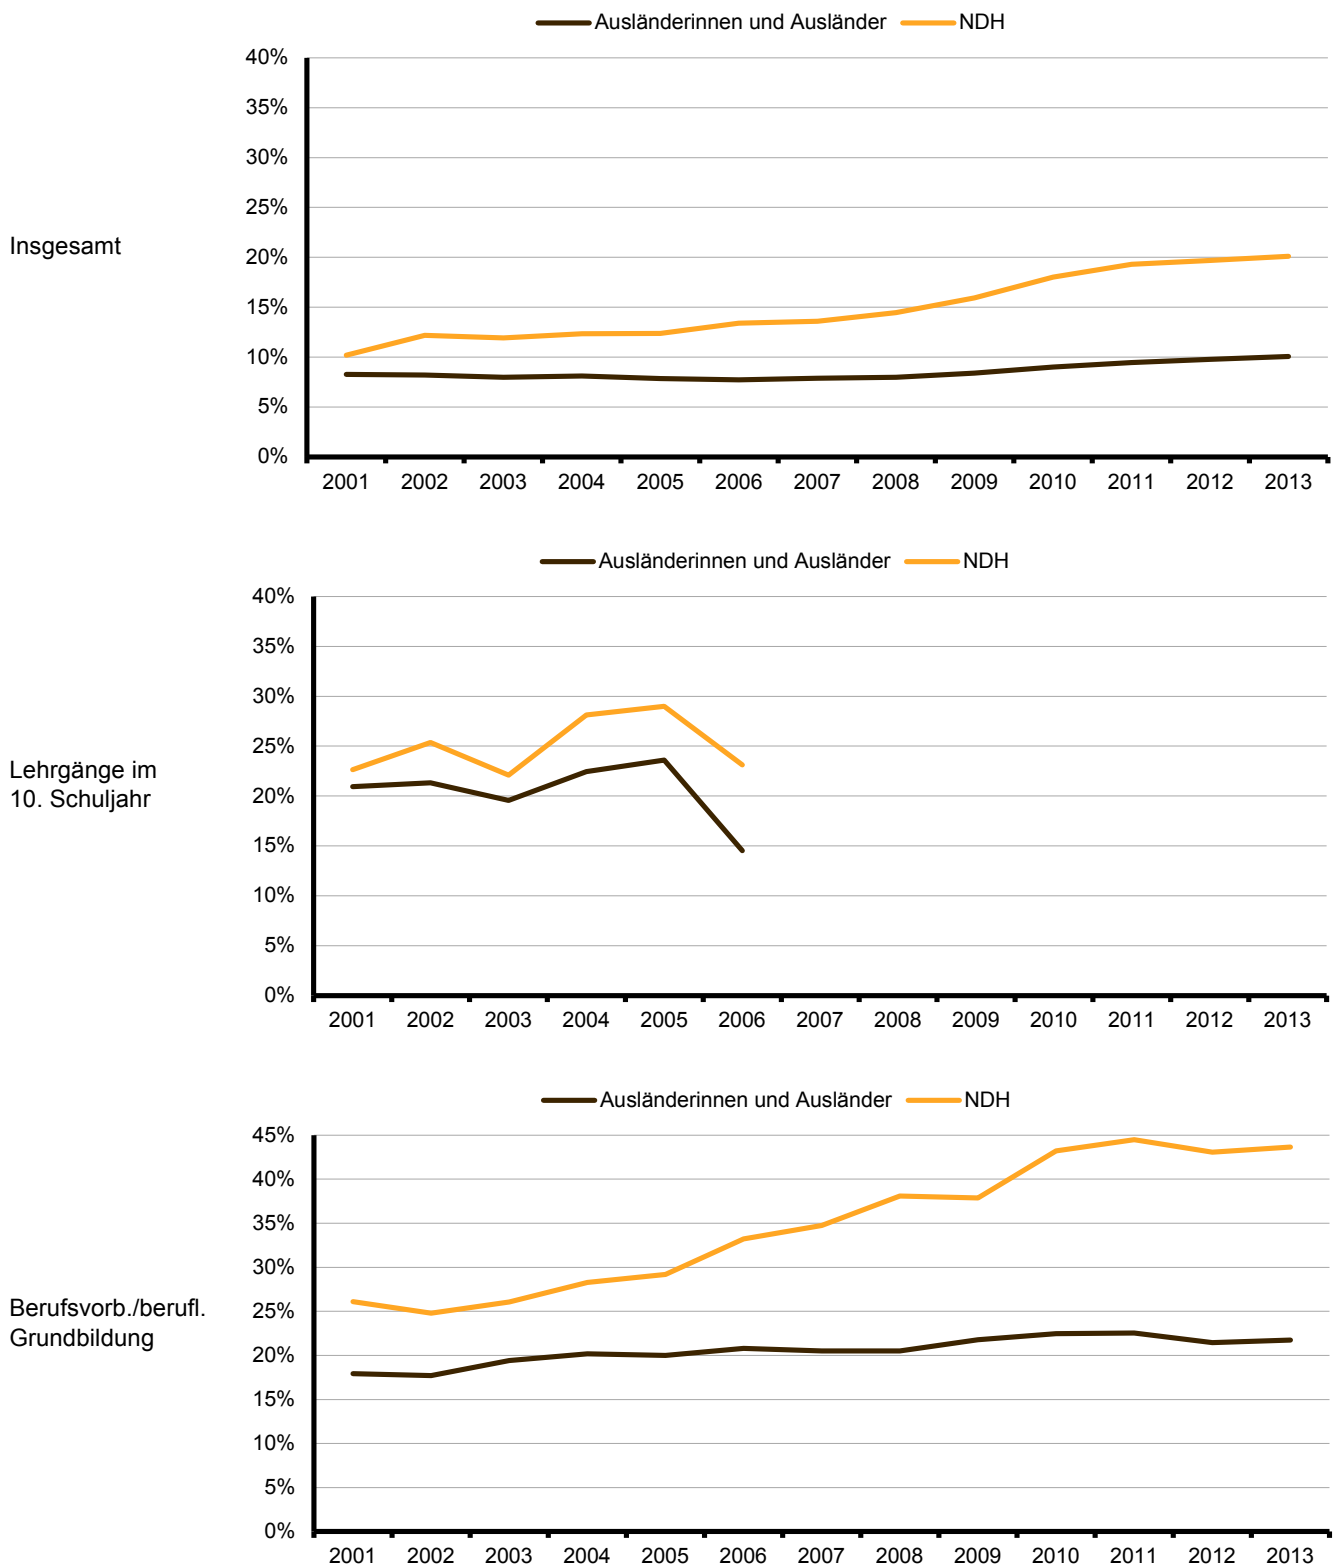 Ausländerinnen und Ausländer NDH
40%
35%
30%
25%
20%
15%
10%
5%
0%
Insgesamt
2001 2002 2003 2004 2005 2006 2007 2008 2009 2010 2011 2012 2013
Ausländerinnen und Ausländer NDH
40%
35%
30%
25%
20%
15%
10%
5%
0%
Lehrgänge im
10. Schuljahr
2001 2002 2003 2004 2005 2006 2007 2008 2009 2010 2011 2012 2013
Ausländerinnen und Ausländer NDH
45%
40%
35%
30%
25%
20%
15%
10%
5%
0%
Berufsvorb./berufl.
Grundbildung
2001 2002 2003 2004 2005 2006 2007 2008 2009 2010 2011 2012 2013